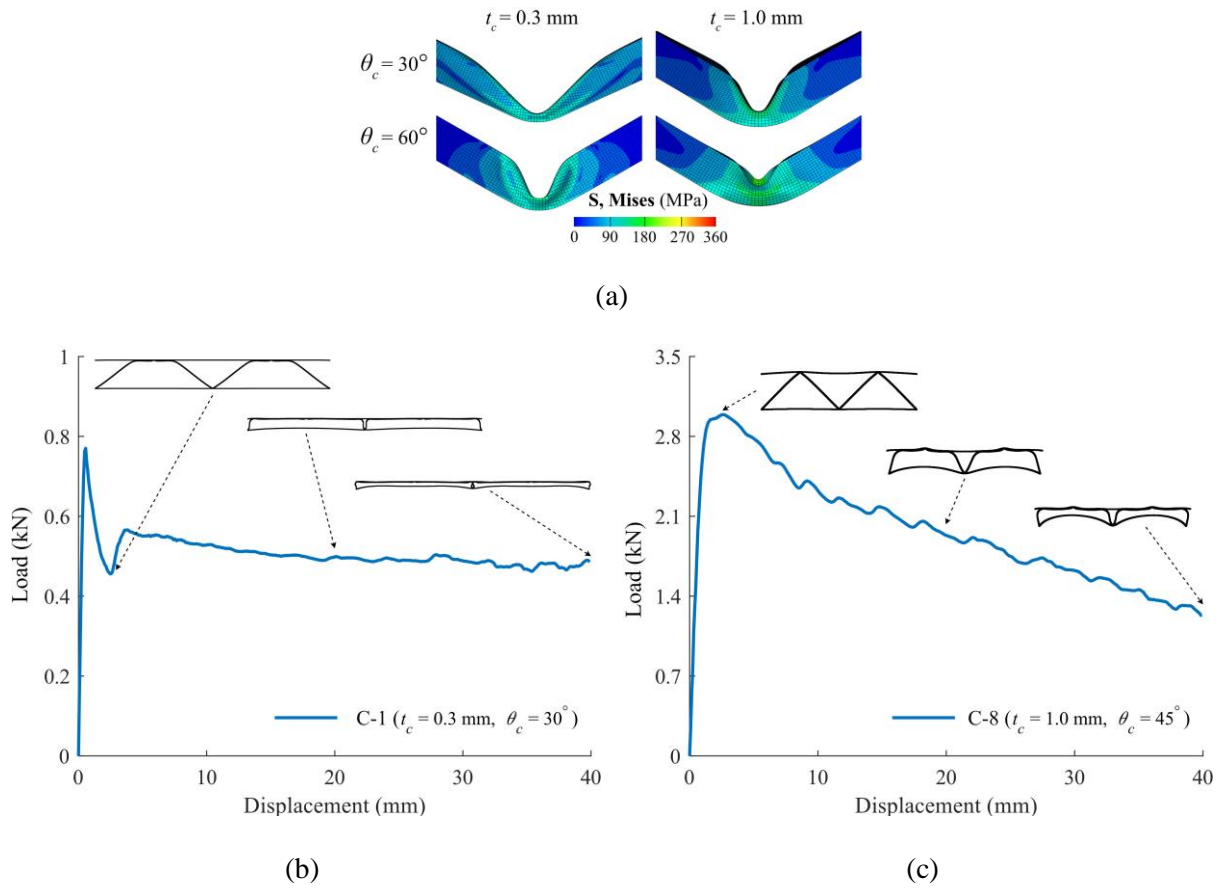 t_c = 0.3 mm
t_c = 1.0 mm
θ_c = 30°
θ_c = 60°
S, Mises (MPa)
0 90 180 270 360
(a)
1
0.8
0.6
0.4
0.2
0
Load (kN)
0 10 20 30 40
Displacement (mm)
C-1 (t_c = 0.3 mm, θ_c = 30°)
(b)
3.5
2.8
2.1
1.4
0.7
0
Load (kN)
0 10 20 30 40
Displacement (mm)
C-8 (t_c = 1.0 mm, θ_c = 45°)
(c)